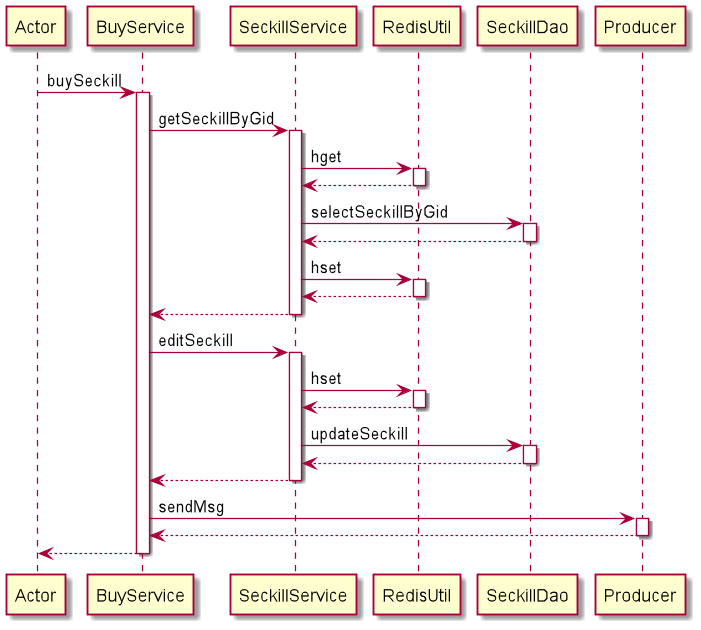 Actor BuyService SeckillService RedisUtil SeckillDao Producer
buySeckill
getSeckillByGid
hget
selectSeckillByGid
hset
editSeckill
hset
updateSeckill
sendMsg
Actor BuyService SeckillService RedisUtil SeckillDao Producer